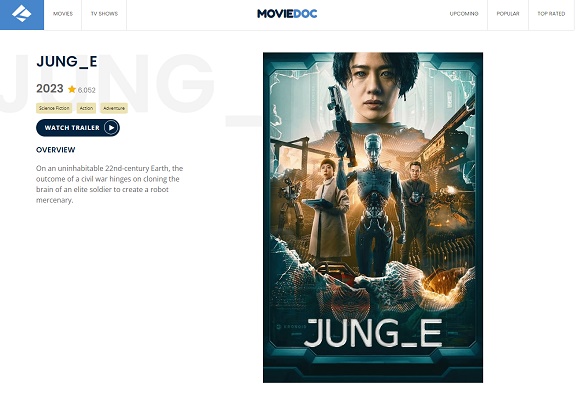 MOVIES
TV SHOWS
MOVIEDOC
UPCOMING
POPULAR
TOP RATED
JUNG_E
JUNG_
2023
6.052
Science Fiction
Action
Adventure
WATCH TRAILER
OVERVIEW
On an uninhabitable 22nd-century Earth, the
outcome of a civil war hinges on cloning the
brain of an elite soldier to create a robot
mercenary.
JUNG_E